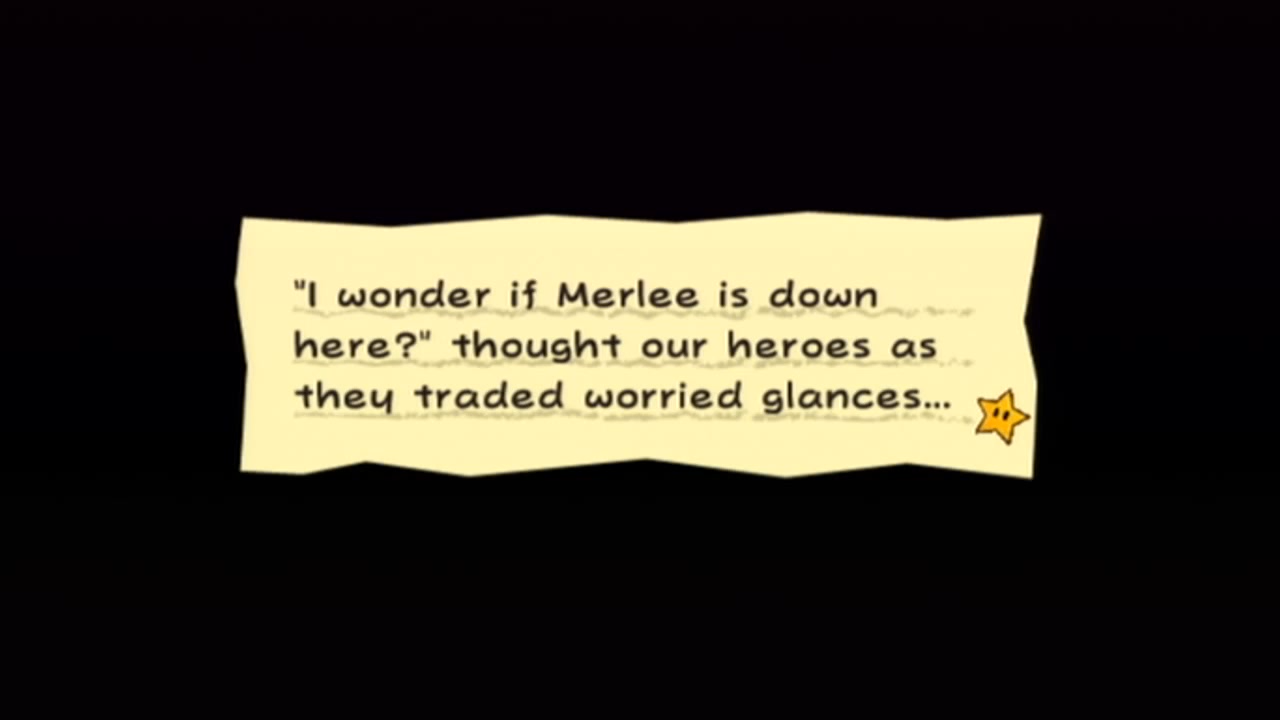 "I wonder if Merlee is down
here?" thought our heroes as
they traded worried glances...